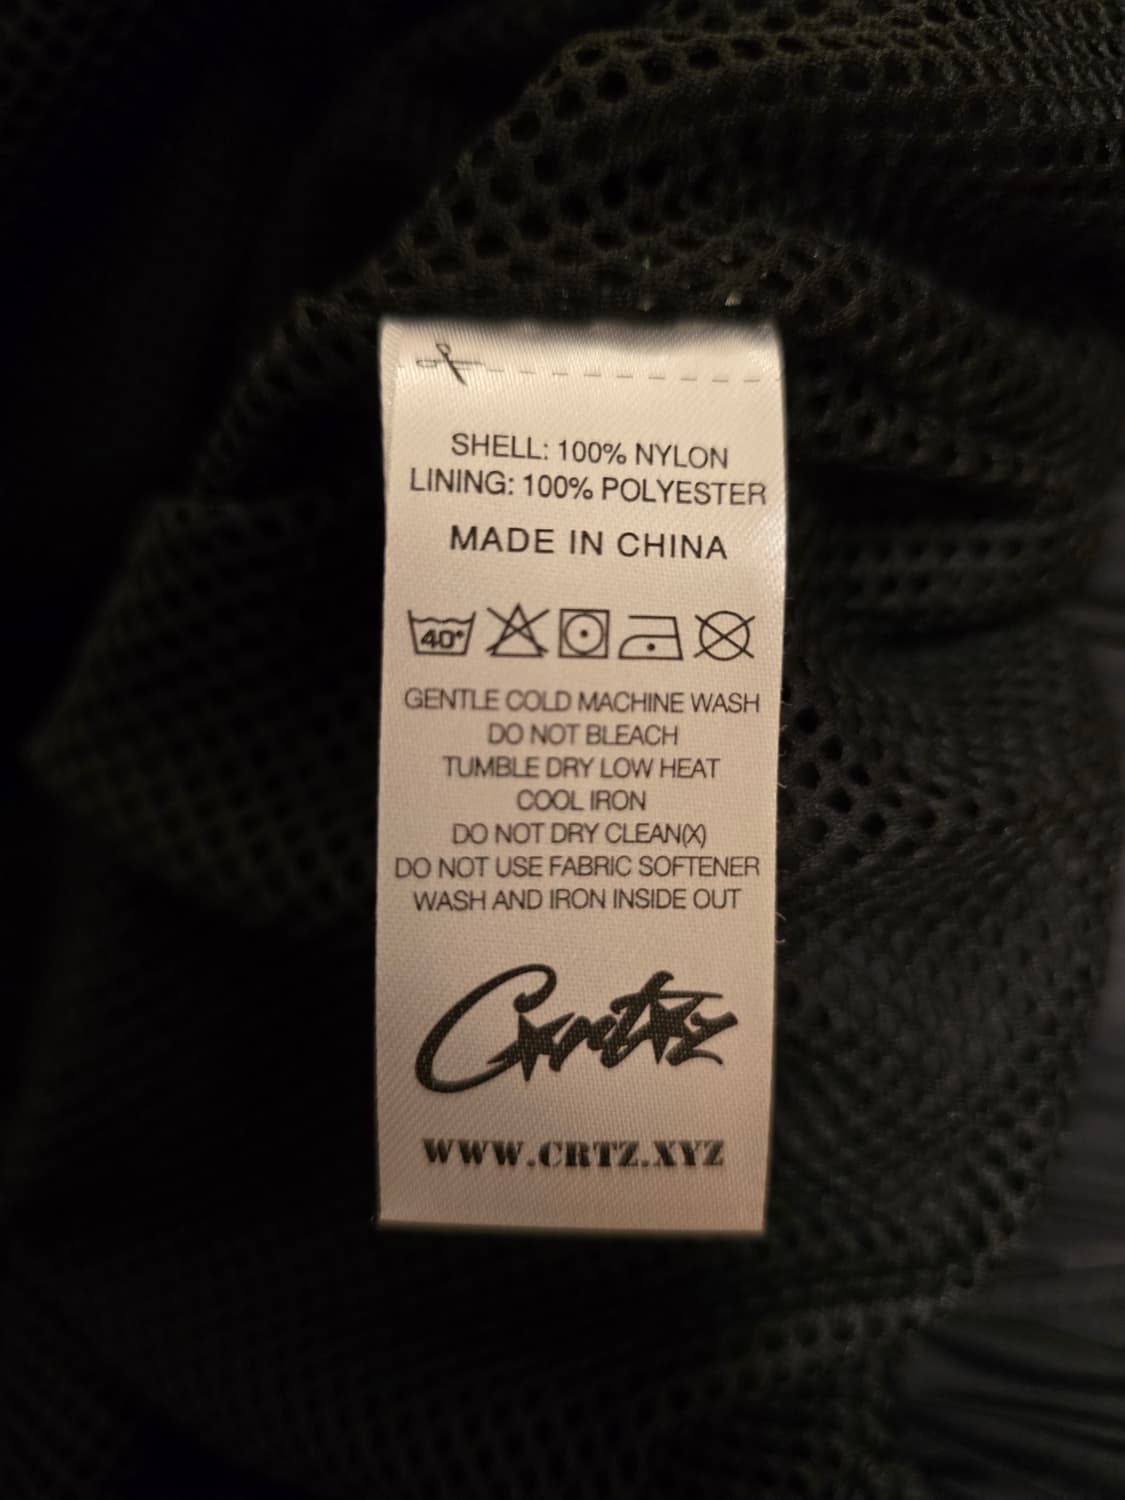 SHELL: 100% NYLON
LINING: 100% POLYESTER
MADE IN CHINA
40°
GENTLE COLD MACHINE WASH
DO NOT BLEACH
TUMBLE DRY LOW HEAT
COOL IRON
DO NOT DRY CLEAN(X)
DO NOT USE FABRIC SOFTENER
WASH AND IRON INSIDE OUT
Crtz
WWW.CRTZ.XYZ